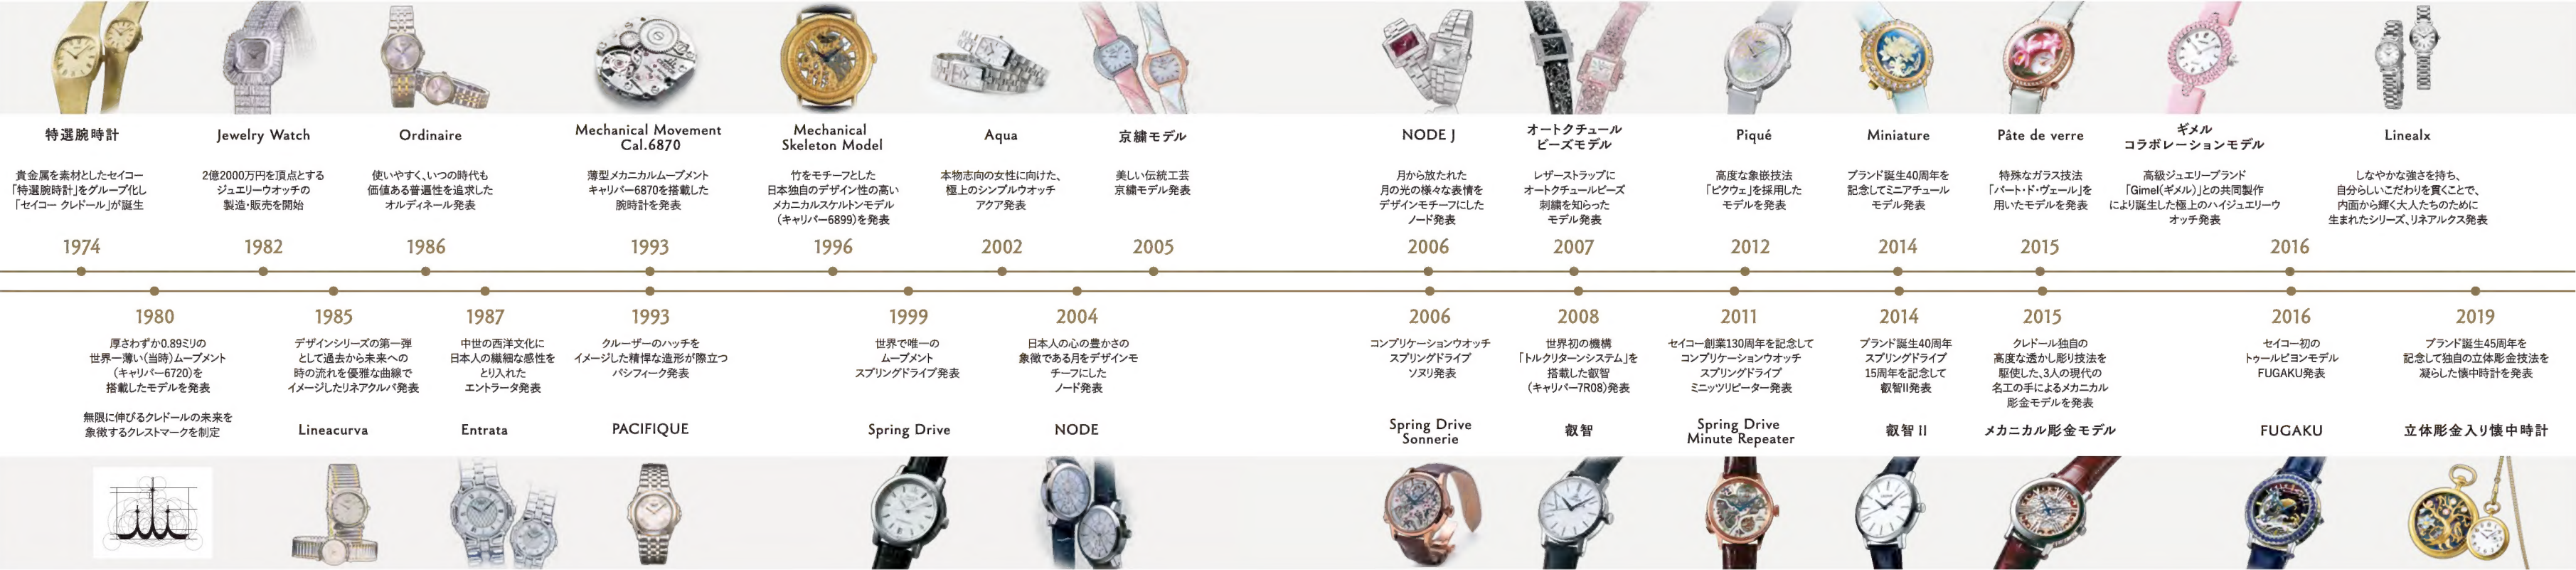 特選腕時計
貴金属を素材としたセイコー
「特選腕時計」をグループ化し
「セイコー クレドール」が誕生
1974
Jewelry Watch
2億2000万円を頂点とする
ジュエリーウオッチの
製造・販売を開始
1982
Ordinaire
使いやすく、いつの時代も
価値ある普遍性を追求した
オルディネール発表
1986
Mechanical Movement
Cal.6870
薄型メカニカルムーブメント
キャリバー6870を搭載した
腕時計を発表
1993
Mechanical
Skeleton Model
竹をモチーフとした
日本独自のデザイン性の高い
メカニカルスケルトンモデル
（キャリバー6899）を発表
1996
Aqua
本物志向の女性に向けた、
極上のシンプルウオッチ
アクア発表
2002
京繍モデル
美しい伝統工芸
京繍モデル発表
2005
NODE J
月から放たれた
月の光の様々な表情を
デザインモチーフにした
ノード発表
2006
オートクチュール
ビーズモデル
レザーストラップに
オートクチュールビーズ
刺繍を知らった
モデル発表
2007
Piqué
高度な象嵌技法
「ピクウェ」を採用した
モデルを発表
2012
Miniature
ブランド誕生40周年を
記念してミニアチュール
モデル発表
2014
Pâte de verre
特殊なガラス技法
「パート・ド・ヴェール」を
用いたモデルを発表
2015
ギメル
コラボレーションモデル
高級ジュエリーブランド
「Gimel(ギメル)」との共同製作
により誕生した極上のハイジュエリーウ
オッチ発表
2016
Linealx
しなやかな強さを持ち、
自分らしいこだわりを貫くことで、
内面から輝く大人たちのために
生まれたシリーズ、リネアルクス発表
1980
厚さわずか0.89ミリの
世界一薄い（当時）ムーブメント
（キャリバー6720）を
搭載したモデルを発表
無限に伸びるクレドールの未来を
象徴するクレストマークを制定
1985
デザインシリーズの第一弾
として過去から未来への
時の流れを優雅な曲線で
イメージしたリネアクルバ発表
Lineacurva
1987
中世の西洋文化に
日本人の繊細な感性を
とり入れた
エントラータ発表
Entrata
1993
クルーザーのハッチを
イメージした精悍な造形が際立つ
パシフィーク発表
PACIFIQUE
1999
世界で唯一の
ムーブメント
スプリングドライブ発表
Spring Drive
2004
日本人の心の豊かさの
象徴である月をデザインモ
チーフにした
ノード発表
NODE
2006
コンプリケーションウオッチ
スプリングドライブ
ソヌリ発表
Spring Drive
Sonnerie
2008
世界初の機構
「トルクリターンシステム」を
搭載した叡智
（キャリバー7R08）発表
叡智
2011
セイコー創業130周年を記念して
コンプリケーションウオッチ
スプリングドライブ
ミニッツリピーター発表
Spring Drive
Minute Repeater
2014
ブランド誕生40周年
スプリングドライブ
15周年を記念して
叡智II発表
叡智 II
2015
クレドール独自の
高度な透かし彫り技法を
駆使した、3人の現代の
名工の手によるメカニカル
彫金モデルを発表
メカニカル彫金モデル
2016
セイコー初の
トゥールビヨンモデル
FUGAKU発表
FUGAKU
2019
ブランド誕生45周年を
記念して独自の立体彫金技法を
凝らした懐中時計を発表
立体彫金入り懐中時計